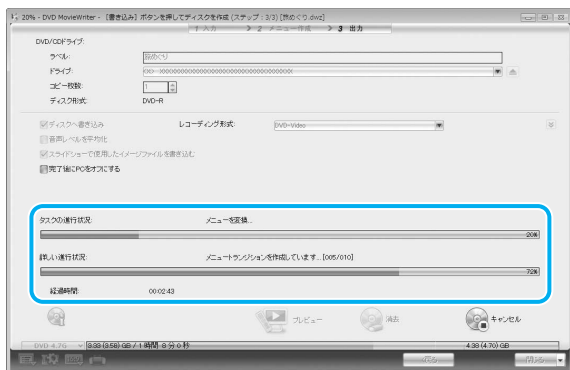 20% - DVD MovieWriter - [書き込み] ボタンを押してディスクを作成 (ステップ : 3/3) [旅めぐり.dwz]
1 入力 > 2 メニュー作成 > 3 出力
DVD/CDドライブ:
ラベル: 旅めぐり
ドライブ:
コピー枚数: 1
ディスク形式: DVD-R
ディスクへ書き込み レコーディング形式: DVD-Video
音声レベルを平均化
スライドショーで使用したイメージファイルを書き込む
完了後にPCをオフにする
タスクの進行状況: メニューを変換...
20%
詳しい進行状況: メニュートランジションを作成しています...[005/010]
72%
経過時間: 00:02:43
プレビュー 消去 キャンセル
DVD 4.7G 3.33 (3.58) GB / 1 時間 8 分 0 秒 4.38 (4.70) GB
戻る 閉じる